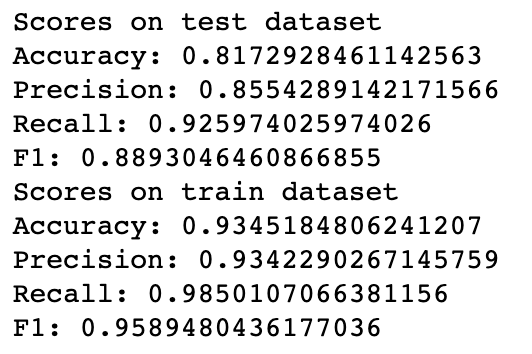 Scores on test dataset
Accuracy: 0.8172928461142563
Precision: 0.8554289142171566
Recall: 0.925974025974026
F1: 0.8893046460866855
Scores on train dataset
Accuracy: 0.9345184806241207
Precision: 0.9342290267145759
Recall: 0.9850107066381156
F1: 0.9589480436177036